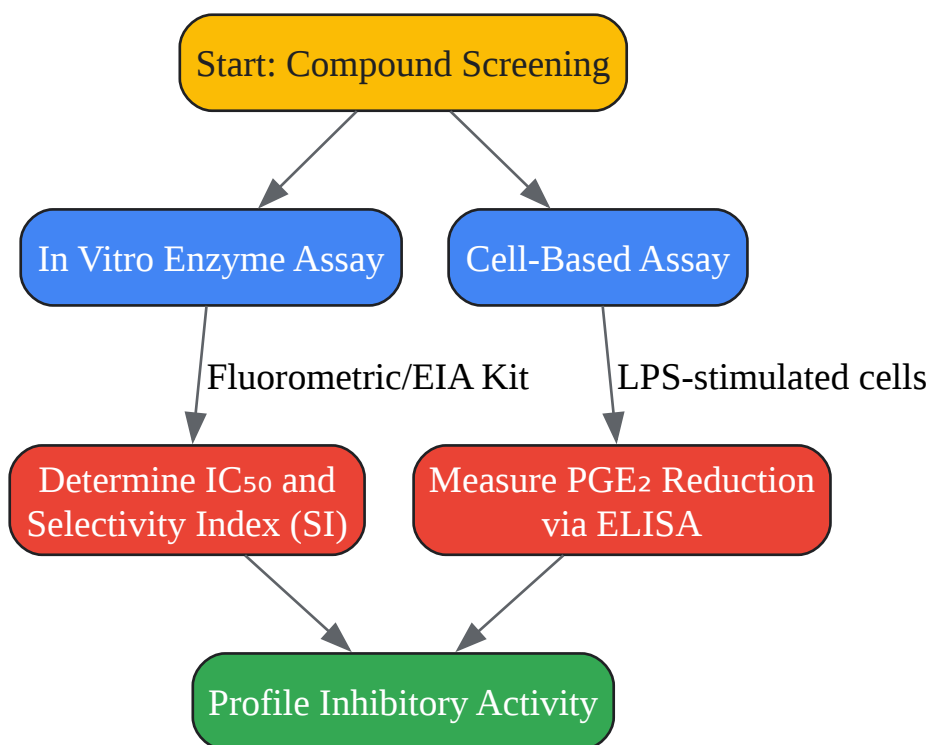 Start: Compound Screening
In Vitro Enzyme Assay
Cell-Based Assay
Fluorometric/EIA Kit
LPS-stimulated cells
Determine IC₅₀ and
Selectivity Index (SI)
Measure PGE₂ Reduction
via ELISA
Profile Inhibitory Activity